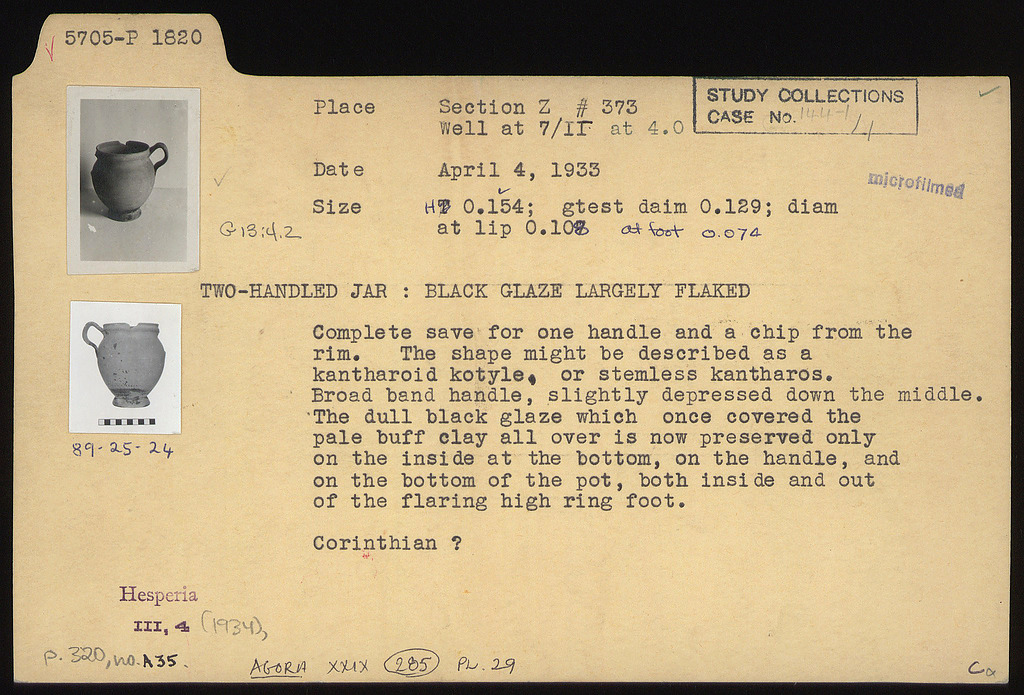 5705-P 1820
Place Section Z # 373
Well at 7/II at 4.0
STUDY COLLECTIONS
CASE No. 144-1/1
Date April 4, 1933
microfilmed
Size HT 0.154; gtest daim 0.129; diam
at lip 0.108 at foot 0.074
G13:4.2
TWO-HANDLED JAR : BLACK GLAZE LARGELY FLAKED
Complete save for one handle and a chip from the
rim. The shape might be described as a
kantharoid kotyle, or stemless kantharos.
Broad band handle, slightly depressed down the middle.
The dull black glaze which once covered the
pale buff clay all over is now preserved only
on the inside at the bottom, on the handle, and
on the bottom of the pot, both inside and out
of the flaring high ring foot.
89-25-24
Corinthian ?
Hesperia
III, 4 (1934),
p. 320, no. A35.
AGORA XXIX 285 PL. 29